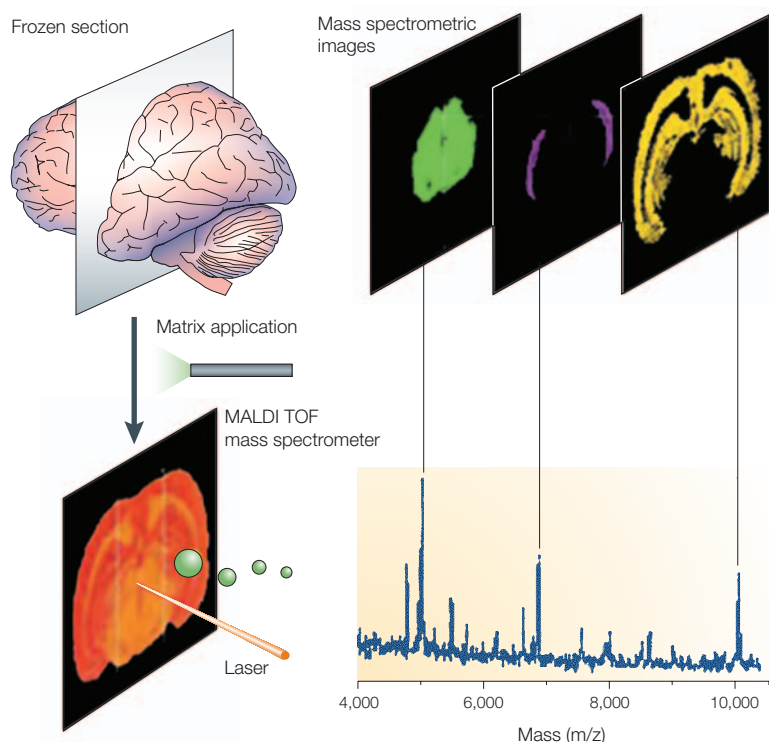 Frozen section
Mass spectrometric
images
Matrix application
MALDI TOF
mass spectrometer
Laser
4,000 6,000 8,000 10,000
Mass (m/z)